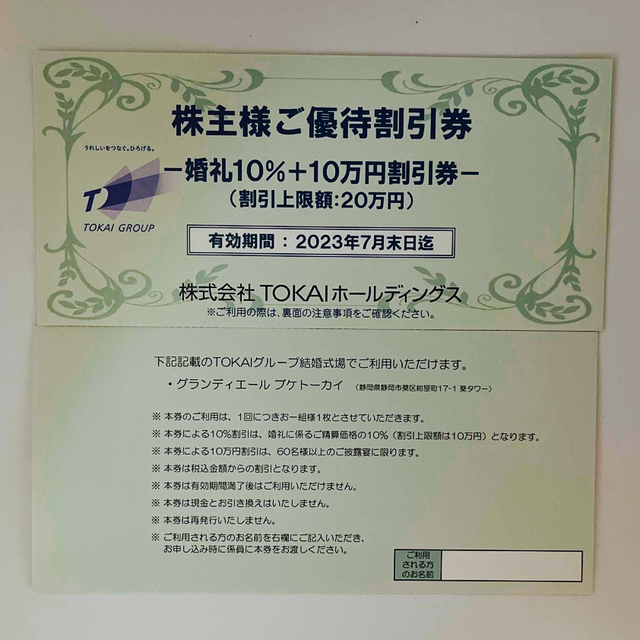 株主様ご優待割引券
うれしいをつなぐ。ひろげる。
TOKAI GROUP
－婚礼10%＋10万円割引券－
（割引上限額:20万円）
有効期間 : 2023年7月末日迄
株式会社 TOKAIホールディングス
※ご利用の際は、裏面の注意事項をご確認ください。
下記記載のTOKAIグループ結婚式場でご利用いただけます。
・グランディエール ブケトーカイ （静岡県静岡市葵区紺屋町17-1 葵タワー）
※ 本券のご利用は、1回につきお一組様1枚とさせていただきます。
※ 本券による10%割引は、婚礼に係るご精算価格の10%（割引上限額は10万円）となります。
※ 本券による10万円割引は、60名様以上のご披露宴に限ります。
※ 本券は税込金額からの割引となります。
※ 本券は有効期間満了後はご利用いただけません。
※ 本券は現金とお引き換えはいたしません。
※ 本券は再発行いたしません。
※ ご利用される方のお名前を右欄にご記入いただき、
お申し込み時に係員に本券をお渡しください。
ご利用
される方
のお名前